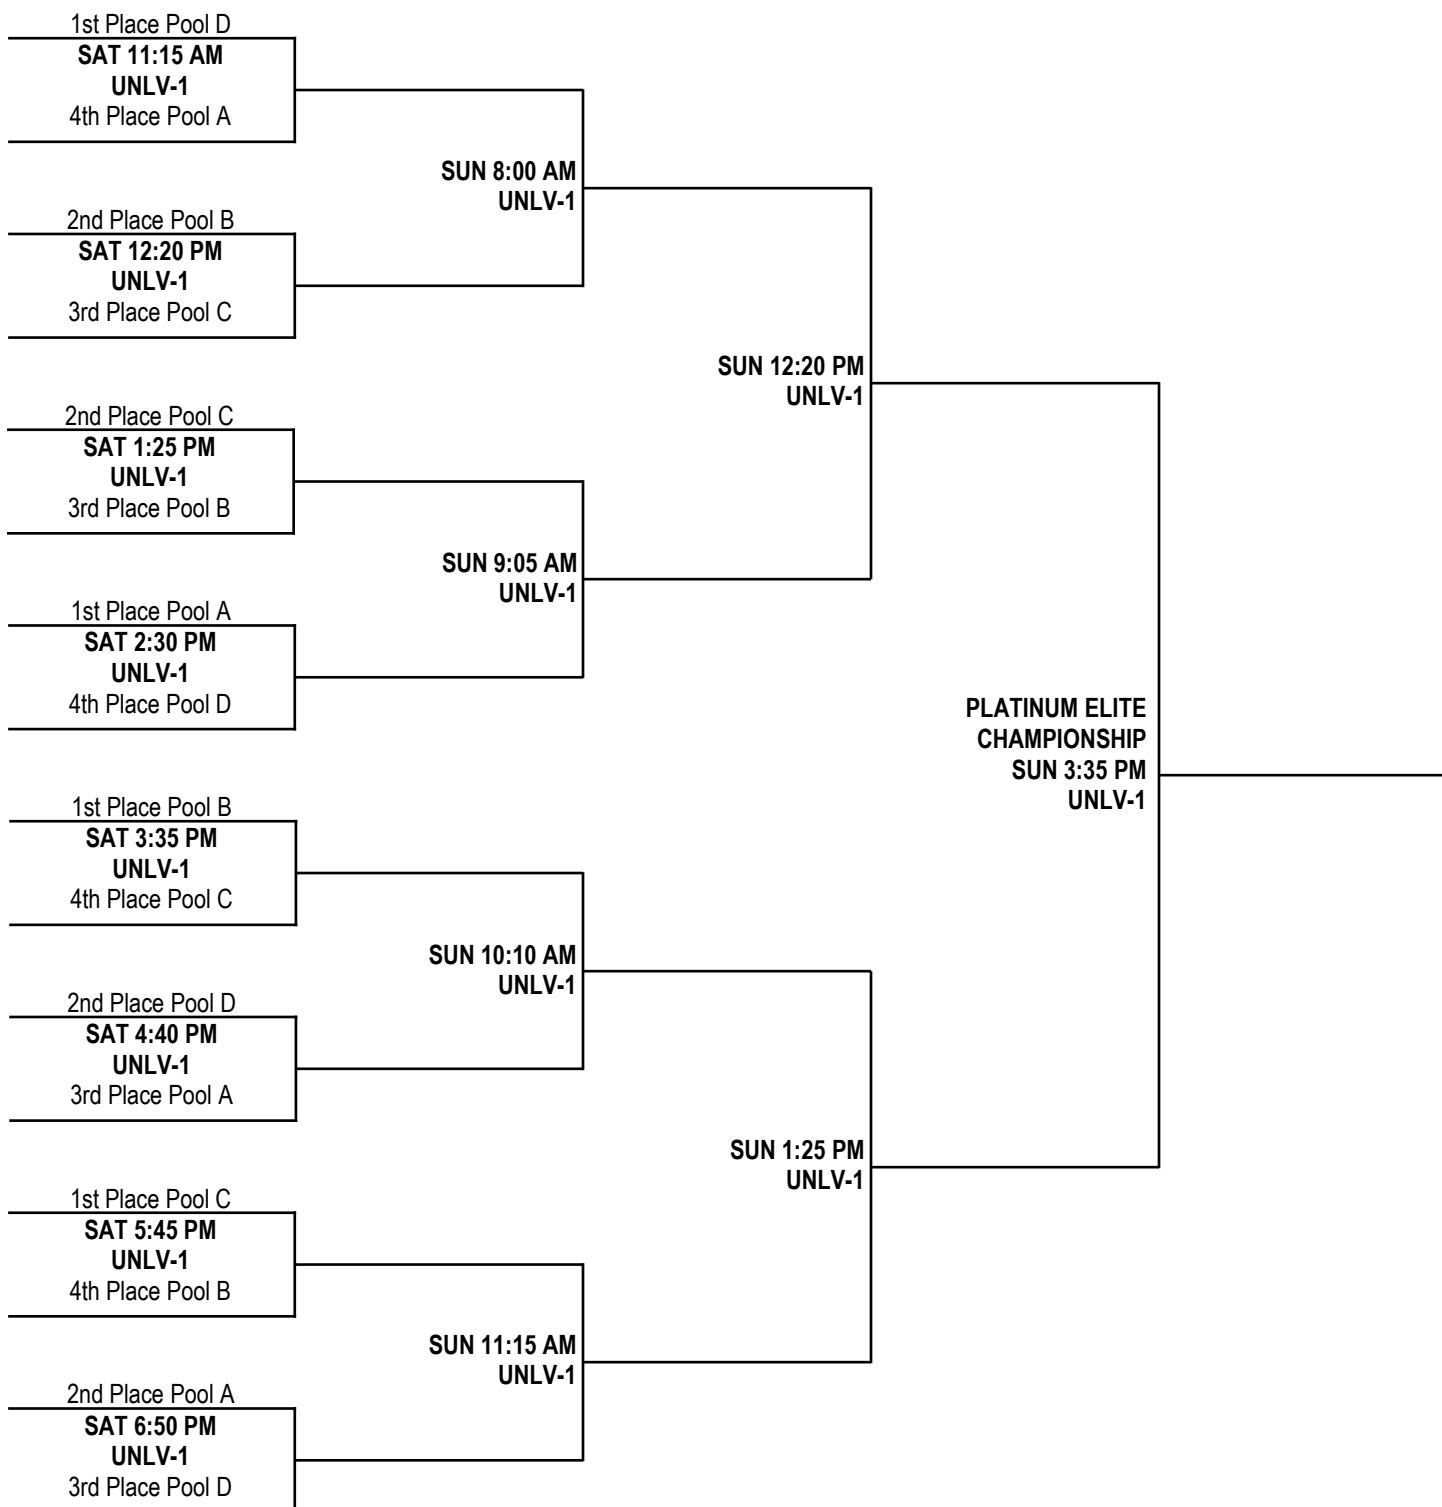 1st Place Pool D
SAT 11:15 AM
UNLV-1
4th Place Pool A
SUN 8:00 AM
UNLV-1
2nd Place Pool B
SAT 12:20 PM
UNLV-1
3rd Place Pool C
SUN 12:20 PM
UNLV-1
2nd Place Pool C
SAT 1:25 PM
UNLV-1
3rd Place Pool B
SUN 9:05 AM
UNLV-1
1st Place Pool A
SAT 2:30 PM
UNLV-1
4th Place Pool D
PLATINUM ELITE
CHAMPIONSHIP
SUN 3:35 PM
UNLV-1
1st Place Pool B
SAT 3:35 PM
UNLV-1
4th Place Pool C
SUN 10:10 AM
UNLV-1
2nd Place Pool D
SAT 4:40 PM
UNLV-1
3rd Place Pool A
SUN 1:25 PM
UNLV-1
1st Place Pool C
SAT 5:45 PM
UNLV-1
4th Place Pool B
SUN 11:15 AM
UNLV-1
2nd Place Pool A
SAT 6:50 PM
UNLV-1
3rd Place Pool D